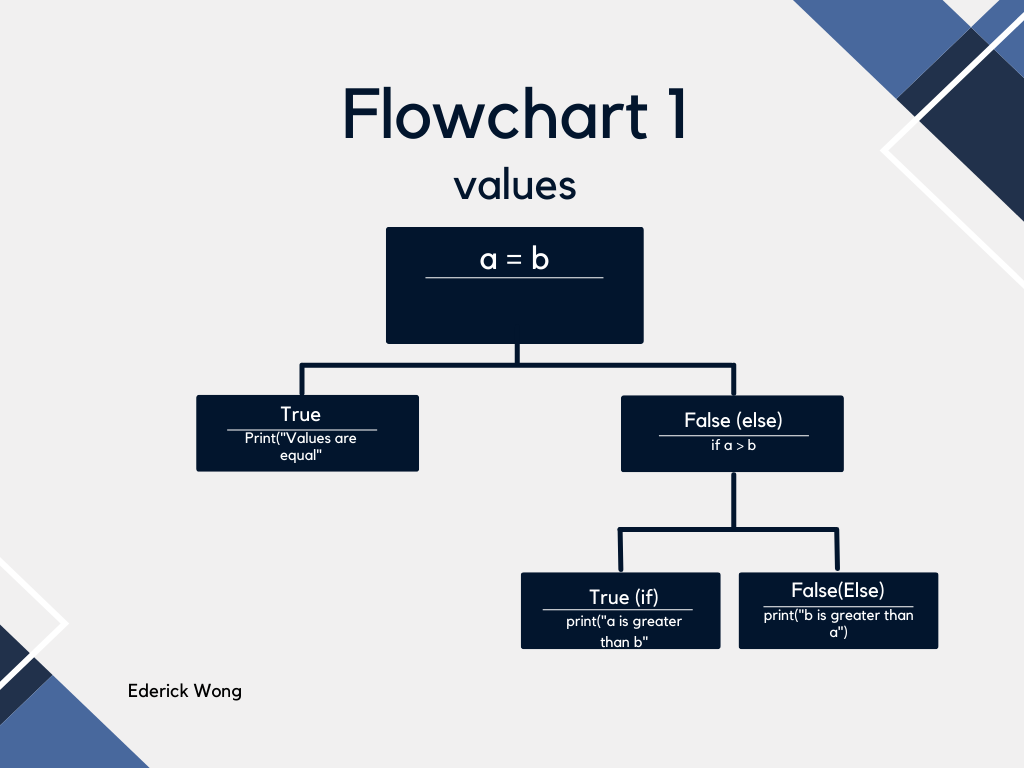 Flowchart 1
values
a = b
True
Print("Values are
equal"
False (else)
if a > b
True (if)
print("a is greater
than b"
False(Else)
print("b is greater than
a")
Ederick Wong